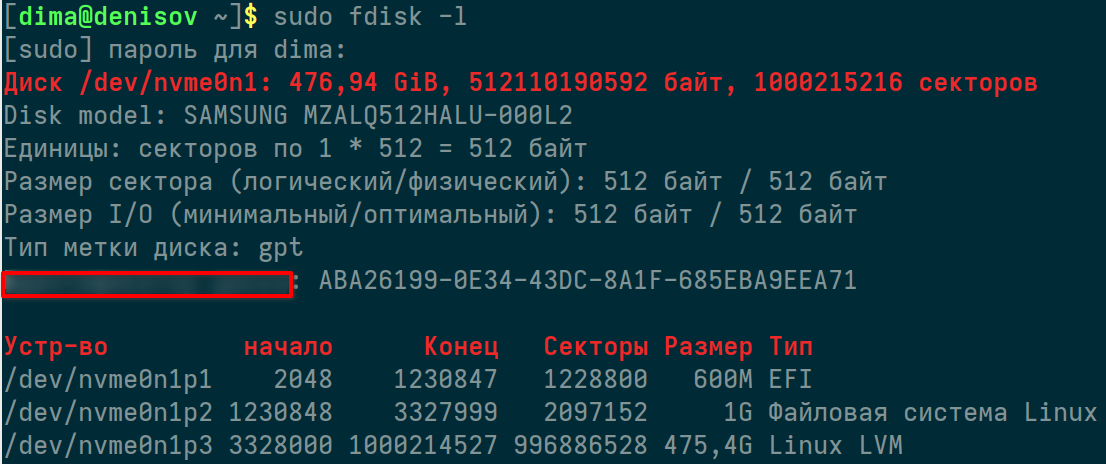 [dima@denisov ~]$ sudo fdisk -l
[sudo] пароль для dima:
Диск /dev/nvme0n1: 476,94 GiB, 512110190592 байт, 1000215216 секторов
Disk model: SAMSUNG MZALQ512HALU-000L2
Единицы: секторов по 1 * 512 = 512 байт
Размер сектора (логический/физический): 512 байт / 512 байт
Размер I/O (минимальный/оптимальный): 512 байт / 512 байт
Тип метки диска: gpt
: ABA26199-0E34-43DC-8A1F-685EBA9EEA71
Устр-во начало Конец Секторы Размер Тип
/dev/nvme0n1p1 2048 1230847 1228800 600M EFI
/dev/nvme0n1p2 1230848 3327999 2097152 1G Файловая система Linux
/dev/nvme0n1p3 3328000 1000214527 996886528 475,4G Linux LVM